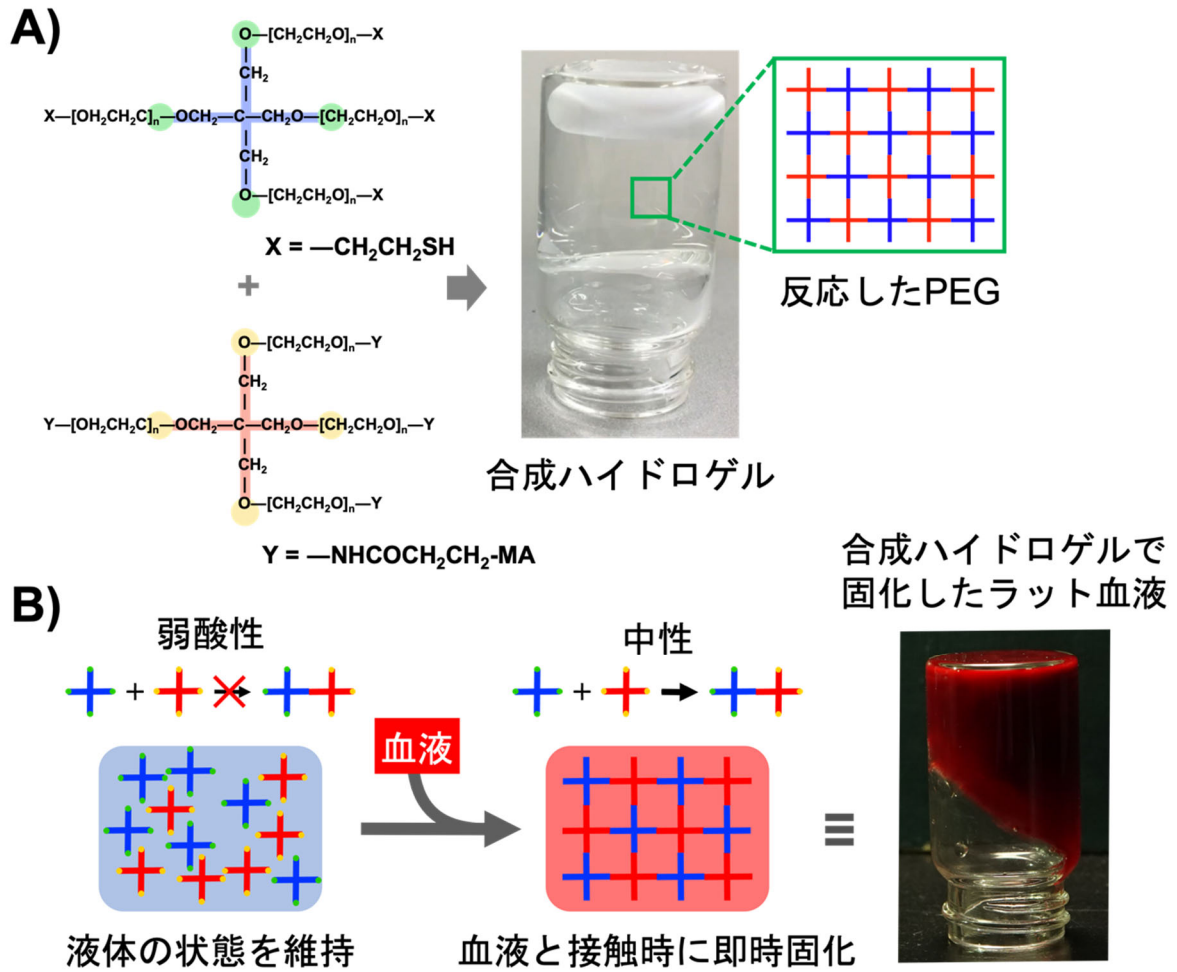 A)
O—[CH₂CH₂O]ₙ—X
CH₂
X—[OH₂CH₂C]ₙ—OCH₂—C—CH₂O—[CH₂CH₂O]ₙ—X
CH₂
O—[CH₂CH₂O]ₙ—X
X = —CH₂CH₂SH
+
O—[CH₂CH₂O]ₙ—Y
CH₂
Y—[OH₂CH₂C]ₙ—OCH₂—C—CH₂O—[CH₂CH₂O]ₙ—Y
CH₂
O—[CH₂CH₂O]ₙ—Y
Y = —NHCOCH₂CH₂-MA
合成ハイドロゲル
反応したPEG
B)
弱酸性
+
液体の状態を維持
血液
中性
+
血液と接触時に即時固化
合成ハイドロゲルで
固化したラット血液